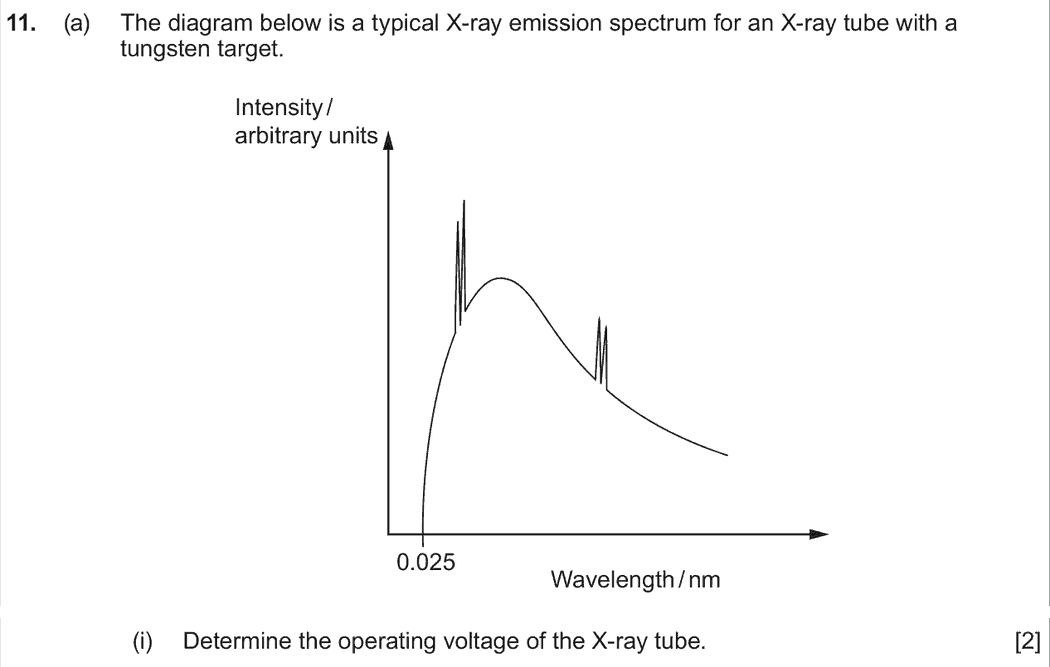 11. (a) The diagram below is a typical X-ray emission spectrum for an X-ray tube with a
tungsten target.
Intensity/
arbitrary units
0.025
Wavelength/nm
(i) Determine the operating voltage of the X-ray tube. [2]